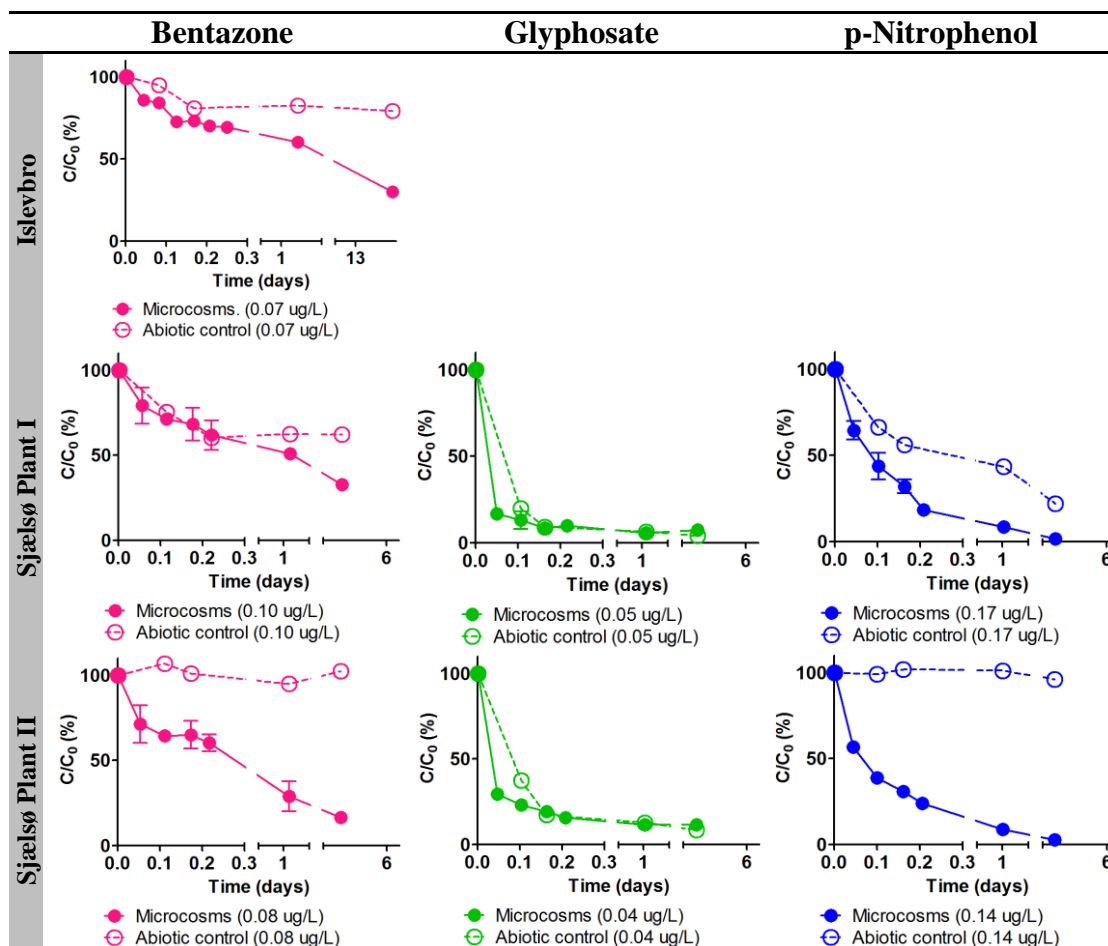 Bentazone Glyphosate p-Nitrophenol
Islevbro
C/C0 (%)
100
50
0
0.0 0.1 0.2 0.3 1 13
Time (days)
Microcosms. (0.07 ug/L)
Abiotic control (0.07 ug/L)
Sjælsø Plant I
C/C0 (%)
100
50
0
0.0 0.1 0.2 0.3 1 6
Time (days)
Microcosms (0.10 ug/L)
Abiotic control (0.10 ug/L)
C/C0 (%)
100
50
0
0.0 0.1 0.2 0.3 1 6
Time (days)
Microcosms (0.05 ug/L)
Abiotic control (0.05 ug/L)
C/C0 (%)
100
50
0
0.0 0.1 0.2 0.3 1 6
Time (days)
Microcosms (0.17 ug/L)
Abiotic control (0.17 ug/L)
Sjælsø Plant II
C/C0 (%)
100
50
0
0.0 0.1 0.2 0.3 1 6
Time (days)
Microcosms (0.08 ug/L)
Abiotic control (0.08 ug/L)
C/C0 (%)
100
50
0
0.0 0.1 0.2 0.3 1 6
Time (days)
Microcosms (0.04 ug/L)
Abiotic control (0.04 ug/L)
C/C0 (%)
100
50
0
0.0 0.1 0.2 0.3 1 6
Time (days)
Microcosms (0.14 ug/L)
Abiotic control (0.14 ug/L)